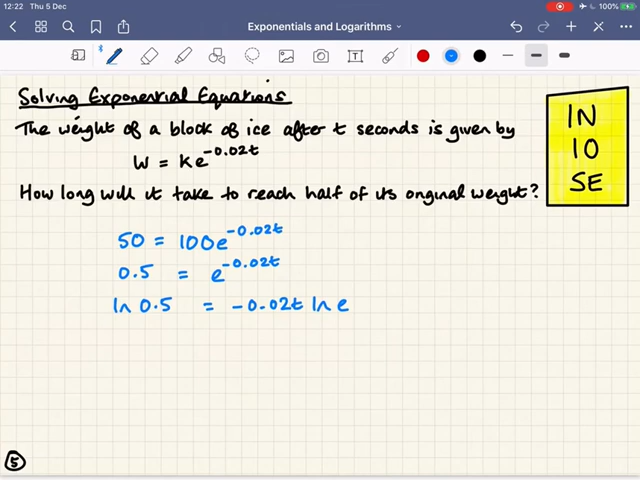 12:22 Thu 5 Dec
100%
Exponentials and Logarithms
Solving Exponential Equations
The weight of a block of ice after t seconds is given by
W = Ke^-0.02t
How long will it take to reach half of its original weight?
IN
IO
SE
50 = 100e^-0.02t
0.5 = e^-0.02t
ln 0.5 = -0.02t ln e
5